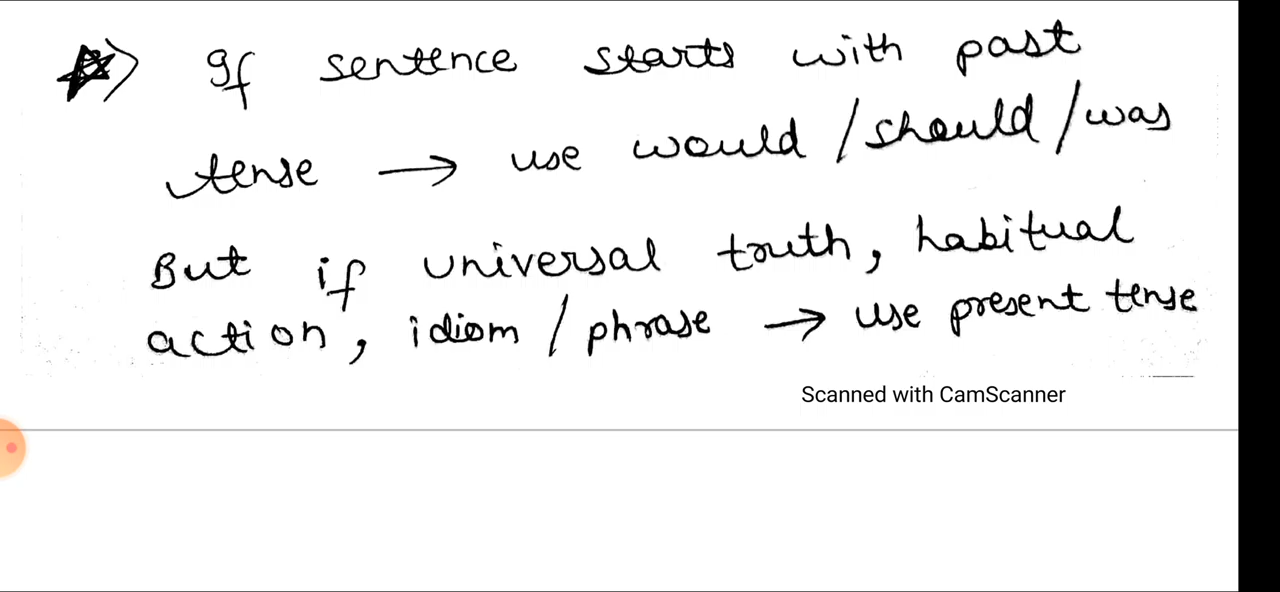 If sentence starts with past
tense → use would / should / was
But if universal truth, habitual
action, idiom / phrase → use present tense
Scanned with CamScanner